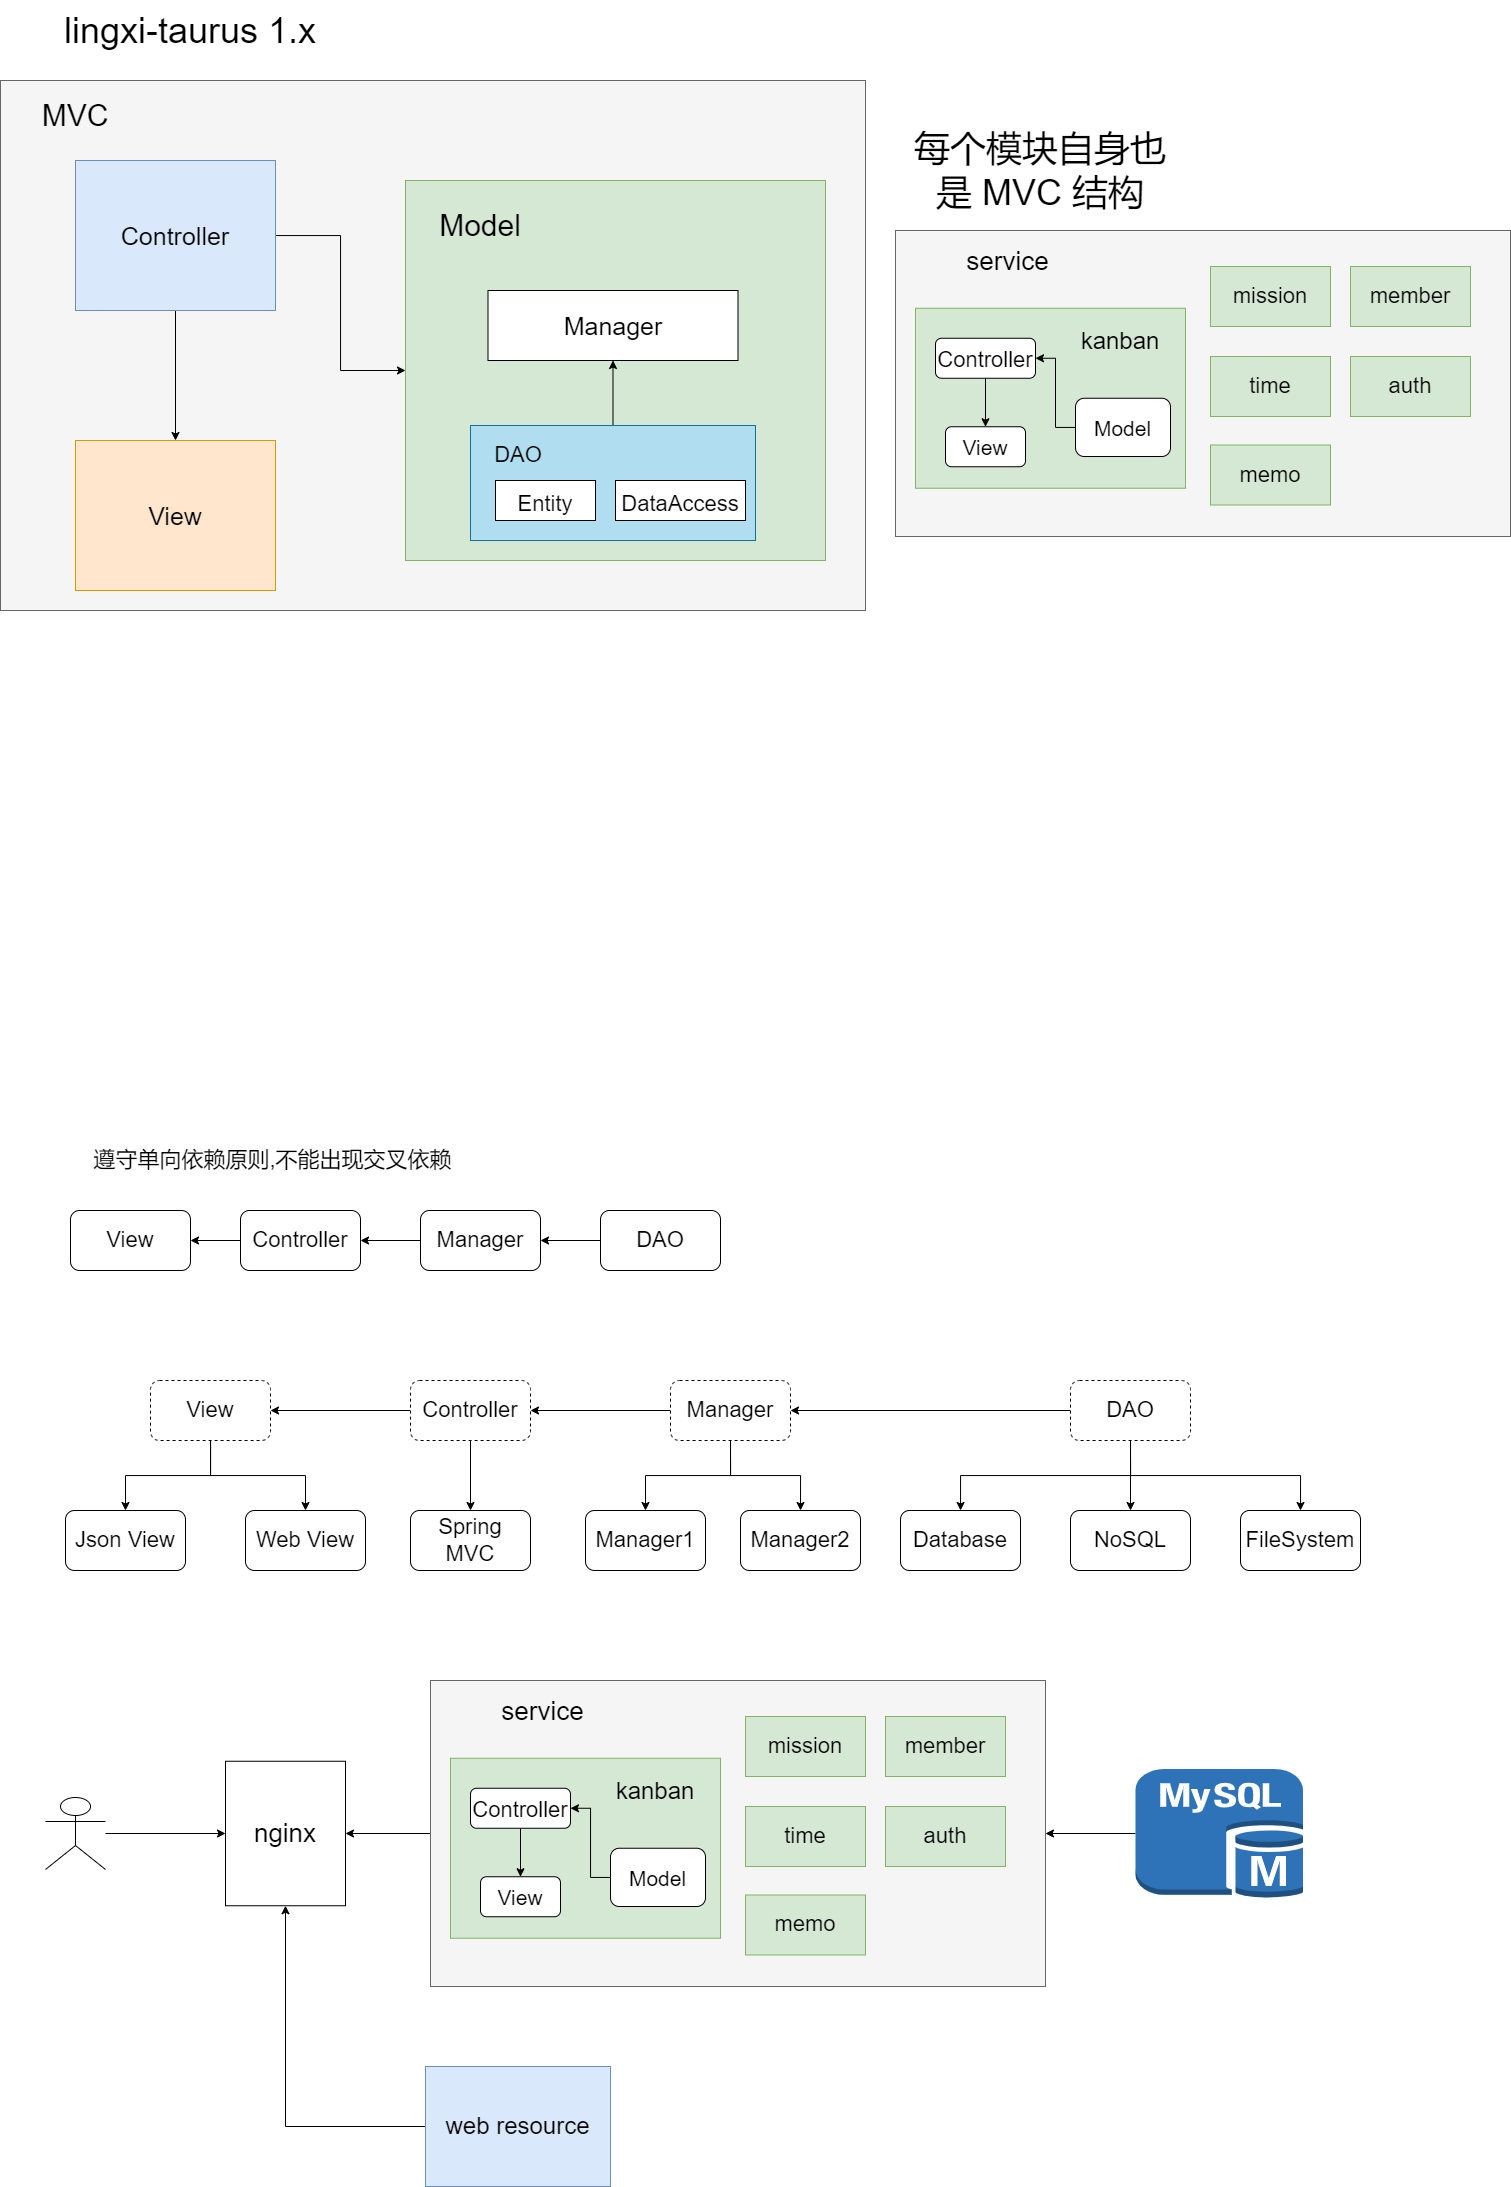 lingxi-taurus 1.x
MVC
Controller
View
Model
Manager
DAO
Entity
DataAccess
每个模块自身也
是 MVC 结构
service
kanban
Controller
View
Model
mission
member
time
auth
memo
遵守单向依赖原则,不能出现交叉依赖
View
Controller
Manager
DAO
View
Controller
Manager
DAO
Json View
Web View
Spring
MVC
Manager1
Manager2
Database
NoSQL
FileSystem
nginx
service
kanban
Controller
View
Model
mission
member
time
auth
memo
MySQL
M
web resource